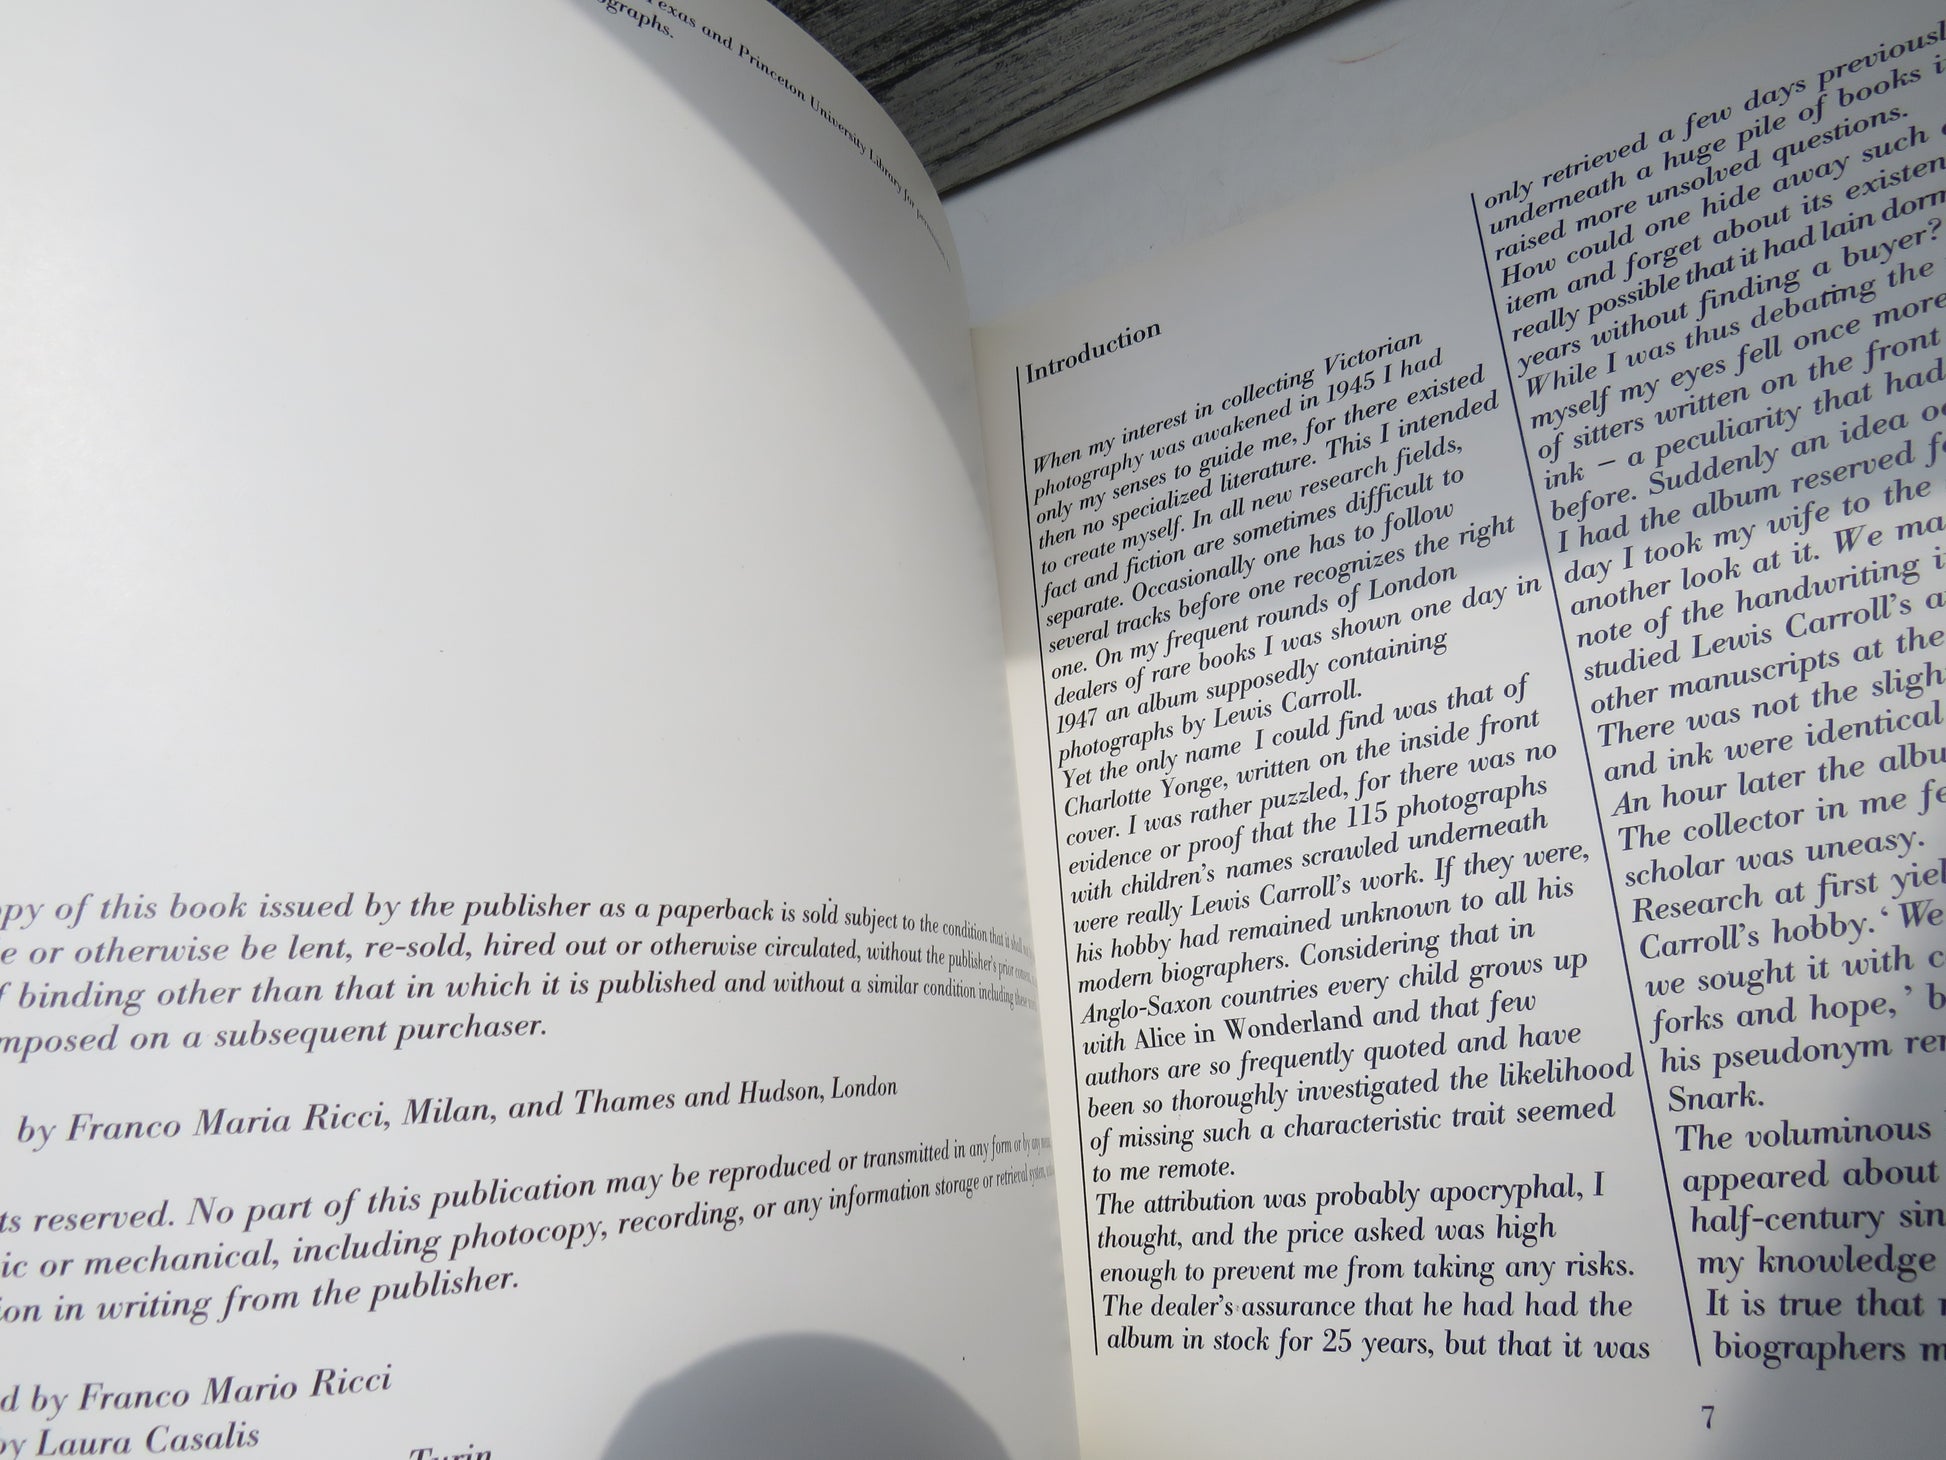 Texas and Princeton University Library for permission
ographs.
opy of this book issued by the publisher as a paperback is sold subject to the condition that it shall not
e or otherwise be lent, re-sold, hired out or otherwise circulated, without the publisher's prior consent,
f binding other than that in which it is published and without a similar condition including these
mposed on a subsequent purchaser.
by Franco Maria Ricci, Milan, and Thames and Hudson, London
ts reserved. No part of this publication may be reproduced or transmitted in any form or by any means,
ic or mechanical, including photocopy, recording, or any information storage or retrieval system,
ion in writing from the publisher.
d by Franco Mario Ricci
by Laura Casalis
Turin
Introduction
When my interest in collecting Victorian
photography was awakened in 1945 I had
only my senses to guide me, for there existed
then no specialized literature. This I intended
to create myself. In all new research fields,
fact and fiction are sometimes difficult to
separate. Occasionally one has to follow
several tracks before one recognizes the right
one. On my frequent rounds of London
dealers of rare books I was shown one day in
1947 an album supposedly containing
photographs by Lewis Carroll.
Yet the only name I could find was that of
Charlotte Yonge, written on the inside front
cover. I was rather puzzled, for there was no
evidence or proof that the 115 photographs
with children's names scrawled underneath
were really Lewis Carroll's work. If they were,
his hobby had remained unknown to all his
modern biographers. Considering that in
Anglo-Saxon countries every child grows up
with Alice in Wonderland and that few
authors are so frequently quoted and have
been so thoroughly investigated the likelihood
of missing such a characteristic trait seemed
to me remote.
The attribution was probably apocryphal, I
thought, and the price asked was high
enough to prevent me from taking any risks.
The dealer's assurance that he had had the
album in stock for 25 years, but that it was
only retrieved a few days previously
underneath a huge pile of books i
raised more unsolved questions.
How could one hide away such
item and forget about its existen
really possible that it had lain dorm
years without finding a buyer?
While I was thus debating the
myself my eyes fell once more
of sitters written on the front
ink – a peculiarity that had
before. Suddenly an idea oc
I had the album reserved fo
day I took my wife to the
another look at it. We ma
note of the handwriting i
studied Lewis Carroll's a
other manuscripts at the
There was not the sligh
and ink were identical
An hour later the albu
The collector in me fe
scholar was uneasy.
Research at first yiel
Carroll's hobby. 'We
we sought it with c
forks and hope,' b
his pseudonym rem
Snark.
The voluminous
appeared about
half-century sin
my knowledge
It is true that
biographers m
7